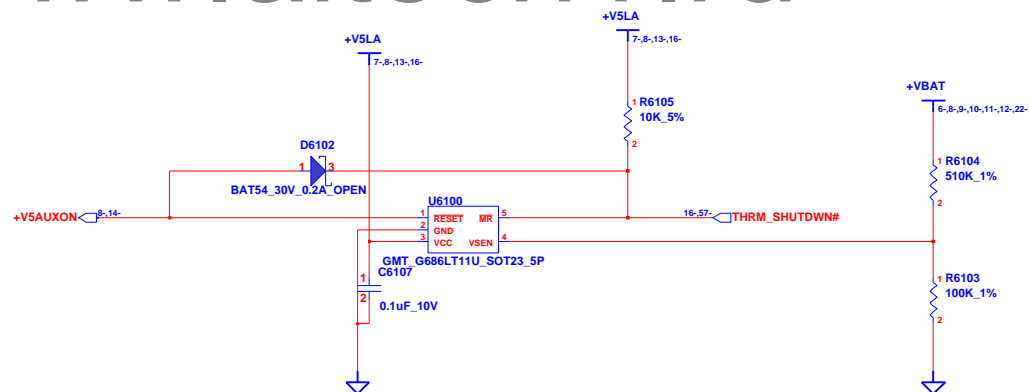 +V5LA
7-,8-,13-,16-
+V5LA
7-,8-,13-,16-
+VBAT
6-,8-,9-,10-,11-,12-,22-
1
R6105
10K_5%
2
D6102
1
3
BAT54_30V_0.2A_OPEN
1
R6104
510K_1%
2
U6100
+V5AUXON
8-,14-
1
RESET
MR
5
16-,57-
THRM_SHUTDWN#
2
GND
3
VCC
VSEN
4
GMT_G686LT11U_SOT23_5P
C6107
1
2
0.1uF_10V
1
R6103
100K_1%
2